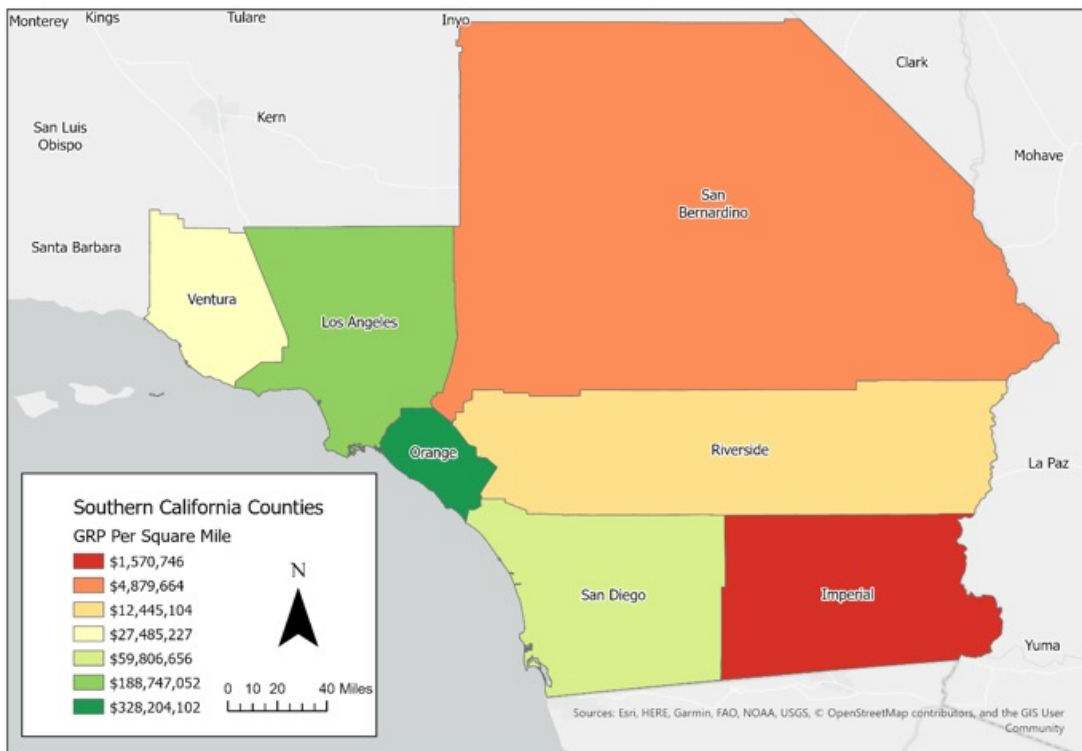 Monterey
Kings
Tulare
Inyo
Clark
Kern
San Luis
Obispo
Mohave
San
Bernardino
Santa Barbara
Ventura
Los Angeles
Orange
Riverside
La Paz
Southern California Counties
GRP Per Square Mile
$1,570,746
$4,879,664
$12,445,104
$27,485,227
$59,806,656
$188,747,052
$328,204,102
N
0 10 20 40 Miles
San Diego
Imperial
Yuma
Sources: Esri, HERE, Garmin, FAO, NOAA, USGS, © OpenStreetMap contributors, and the GIS User
Community